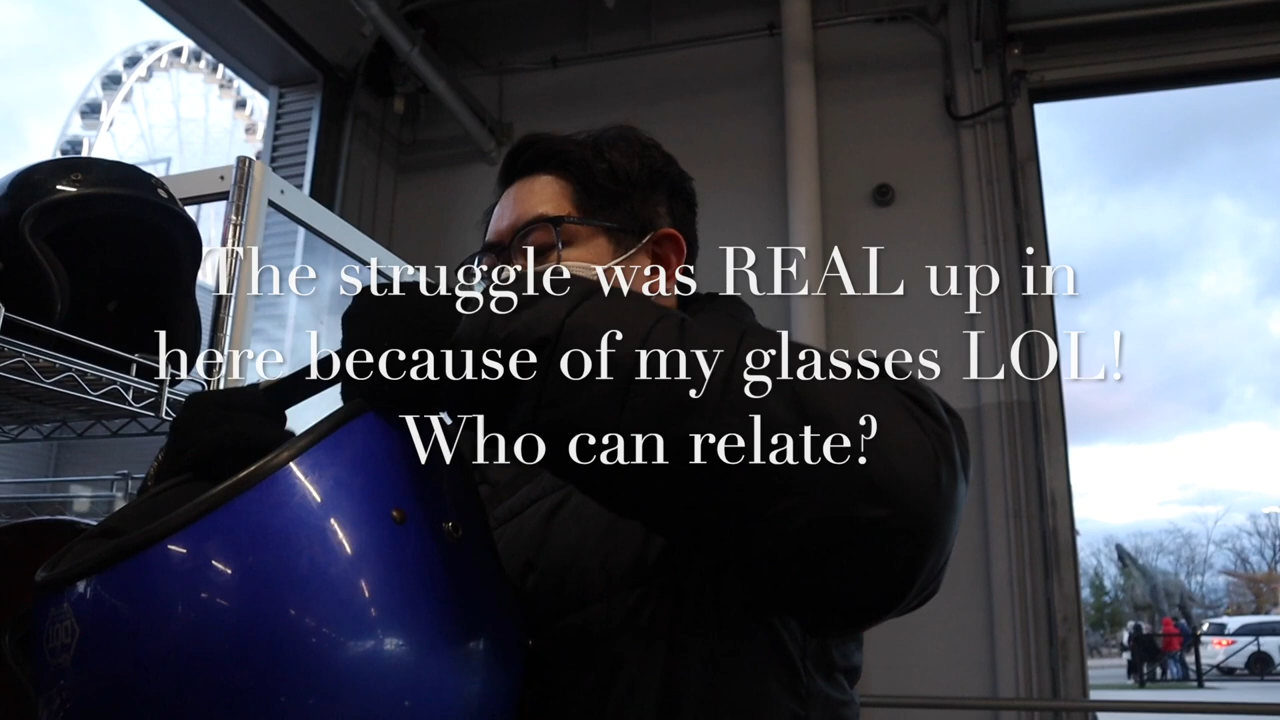 The struggle was REAL up in
here because of my glasses LOL!
Who can relate?